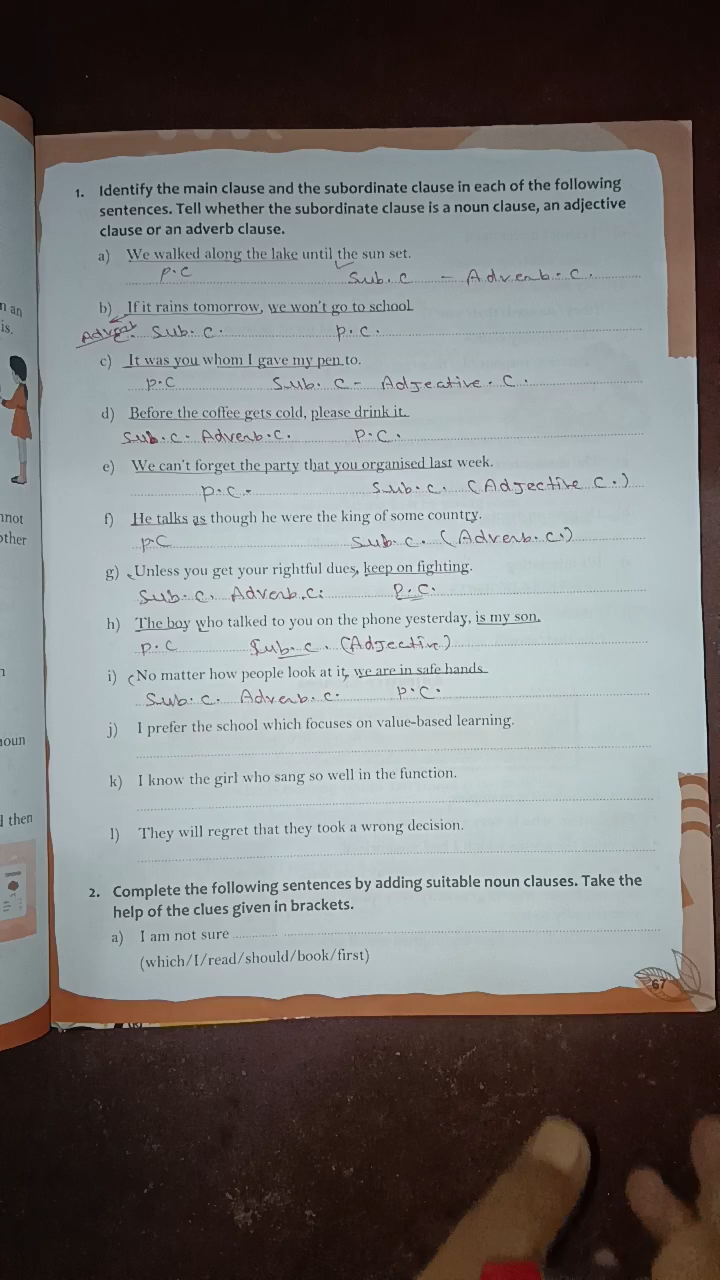 1. Identify the main clause and the subordinate clause in each of the following
sentences. Tell whether the subordinate clause is a noun clause, an adjective
clause or an adverb clause.
a) We walked along the lake until the sun set.
P.C Sub. C - Adverb. C.
b) If it rains tomorrow, we won't go to school
Sub. C. P.C.
c) It was you whom I gave my pen to.
P.C Sub. C - Adjective. C.
d) Before the coffee gets cold, please drink it.
Sub. C. Adverb. C. P.C.
e) We can't forget the party that you organised last week.
P.C. Sub. C. (Adjective C.)
f) He talks as though he were the king of some country.
P.C Sub. C. (Adverb. C.)
g) Unless you get your rightful dues, keep on fighting.
Sub. C. Adverb. C. P.C.
h) The boy who talked to you on the phone yesterday, is my son.
P.C Sub. C. (Adjective)
i) No matter how people look at it, we are in safe hands
Sub. C. Adverb. C. P.C.
j) I prefer the school which focuses on value-based learning.
k) I know the girl who sang so well in the function.
l) They will regret that they took a wrong decision.
2. Complete the following sentences by adding suitable noun clauses. Take the
help of the clues given in brackets.
a) I am not sure
(which/I/read/should/book/first)
67
n an
is.
nnot
other
noun
then